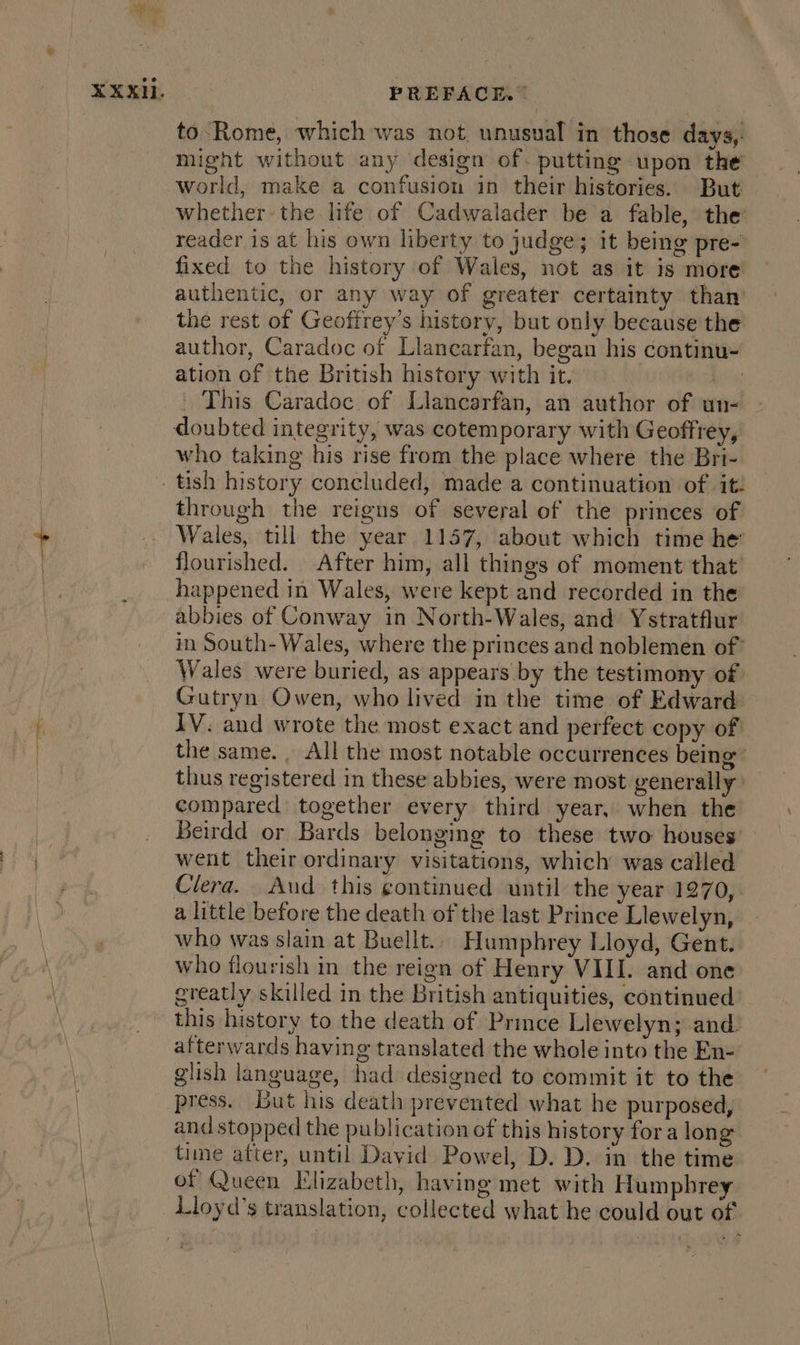 xxxii. PREFACE.
to Rome, which was not unusual in those days,
might without any design of putting upon the
world, make a confusion in their histories. But
whether the life of Cadwalader be a fable, the
reader is at his own liberty to judge; it being pre-
fixed to the history of Wales, not as it is more
authentic, or any way of greater certainty than
the rest of Geoffrey's history, but only because the
author, Caradoc of Llancarfan, began his continu-
ation of the British history with it.
This Caradoc of Llancarfan, an author of un-
doubted integrity, was cotemporary with Geoffrey,
who taking his rise from the place where the Bri-
tish history concluded, made a continuation of it
through the reigns of several of the princes of
Wales, till the year 1157, about which time he
flourished. After him, all things of moment that
happened in Wales, were kept and recorded in the
abbies of Conway in North-Wales, and Ystratflur
in South-Wales, where the princes and noblemen of
Wales were buried, as appears by the testimony of
Gutryn Owen, who lived in the time of Edward
IV. and wrote the most exact and perfect copy of
the same. All the most notable occurrences being
thus registered in these abbies, were most generally
compared together every third year, when the
Beirdd or Bards belonging to these two houses
went their ordinary visitations, which was called
Clera. And this continued until the year 1270,
a little before the death of the last Prince Llewelyn,
who was slain at Buellt. Humphrey Lloyd, Gent.
who flourish in the reign of Henry VIII. and one
greatly skilled in the British antiquities, continued
this history to the death of Prince Llewelyn; and
afterwards having translated the whole into the En-
glish language, had designed to commit it to the
press. But his death prevented what he purposed,
and stopped the publication of this history for a long
time after, until David Powel, D. D. in the time
of Queen Elizabeth, having met with Humphrey
Lloyd's translation, collected what he could out of